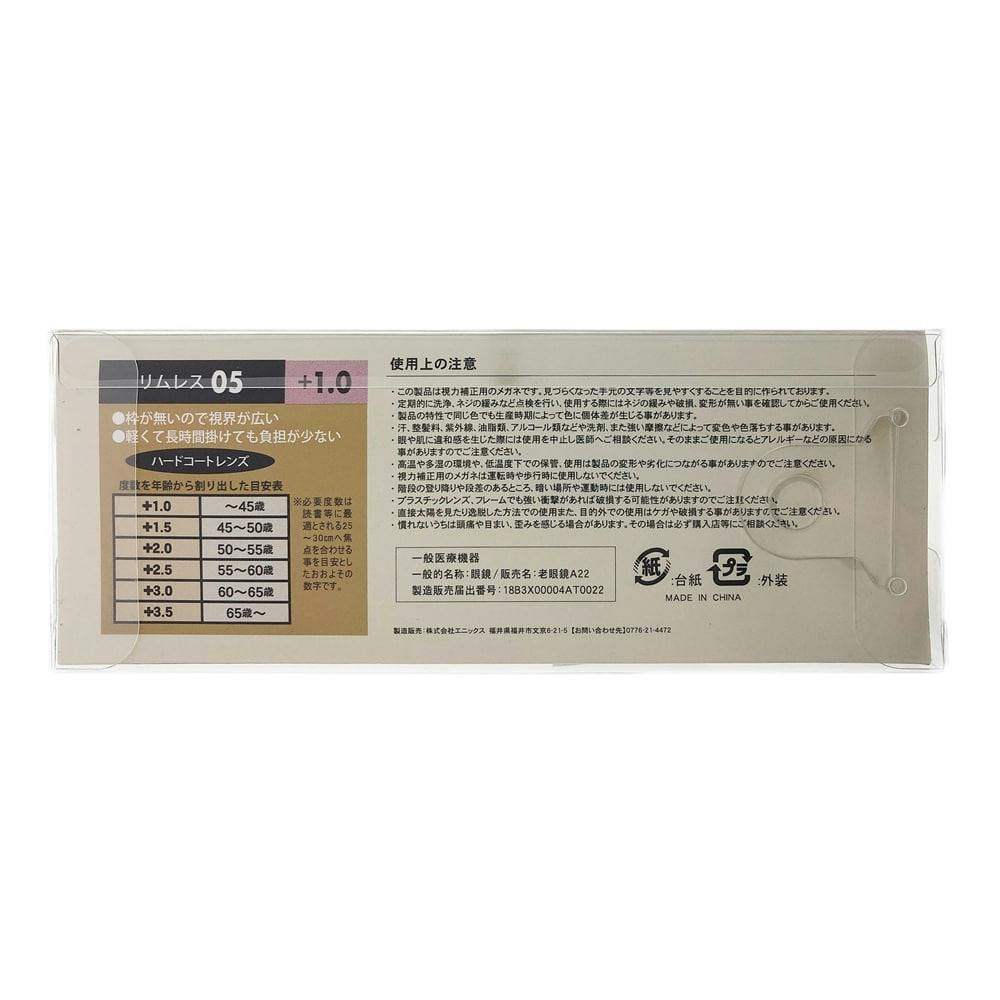 リムレス 05 +1.0
●枠が無いので視界が広い
●軽くて長時間掛けても負担が少ない
ハードコートレンズ
度数を年齢から割り出した目安表
+1.0 〜45歳
+1.5 45〜50歳
+2.0 50〜55歳
+2.5 55〜60歳
+3.0 60〜65歳
+3.5 65歳〜
※必要度数は
読書等に最
適とされる25
〜30cmへ焦
点を合わせる
事を目安とし
たおおよその
数字です。
使用上の注意
・この製品は視力補正用のメガネです。見づらくなった手元の文字等を見やすくすることを目的に作られております。
・定期的に洗浄、ネジの緩みなど点検を行い、使用する際にはネジの緩みや破損、変形が無い事を確認してからご使用ください。
・製品の特性で同じ色でも生産時期によって色に個体差が生じる事があります。
・汗、整髪料、紫外線、油脂類、アルコール類などや洗剤、また強い摩擦などによって変色や色落ちする事があります。
・眼や肌に違和感を生じた際には使用を中止し医師へご相談ください。そのままご使用になるとアレルギーなどの原因になる
事がありますのでご注意ください。
・高温や多湿の環境や、低温度下での保管、使用は製品の変形や劣化につながる事がありますのでご注意ください。
・視力補正用のメガネは運転時や歩行時に使用しないでください。
・階段の登り降りや段差のあるところ、暗い場所や運動時には使用しないでください。
・プラスチックレンズ、フレームでも強い衝撃があれば破損する可能性がありますのでご注意ください。
・直接太陽を見たり逸脱した方法での使用また、目的外での使用はケガや破損する事がありますのでご注意ください。
・慣れないうちは頭痛や目まい、歪みを感じる場合があります。その場合は必ず購入店等にご相談ください。
一般医療機器
一般的名称:眼鏡/販売名:老眼鏡A22
製造販売届出番号:18B3X00004AT0022
紙 :台紙 プラ :外装
MADE IN CHINA
製造販売:株式会社エニックス 福井県福井市文京6-21-5【お問い合わせ先】0776-21-4472